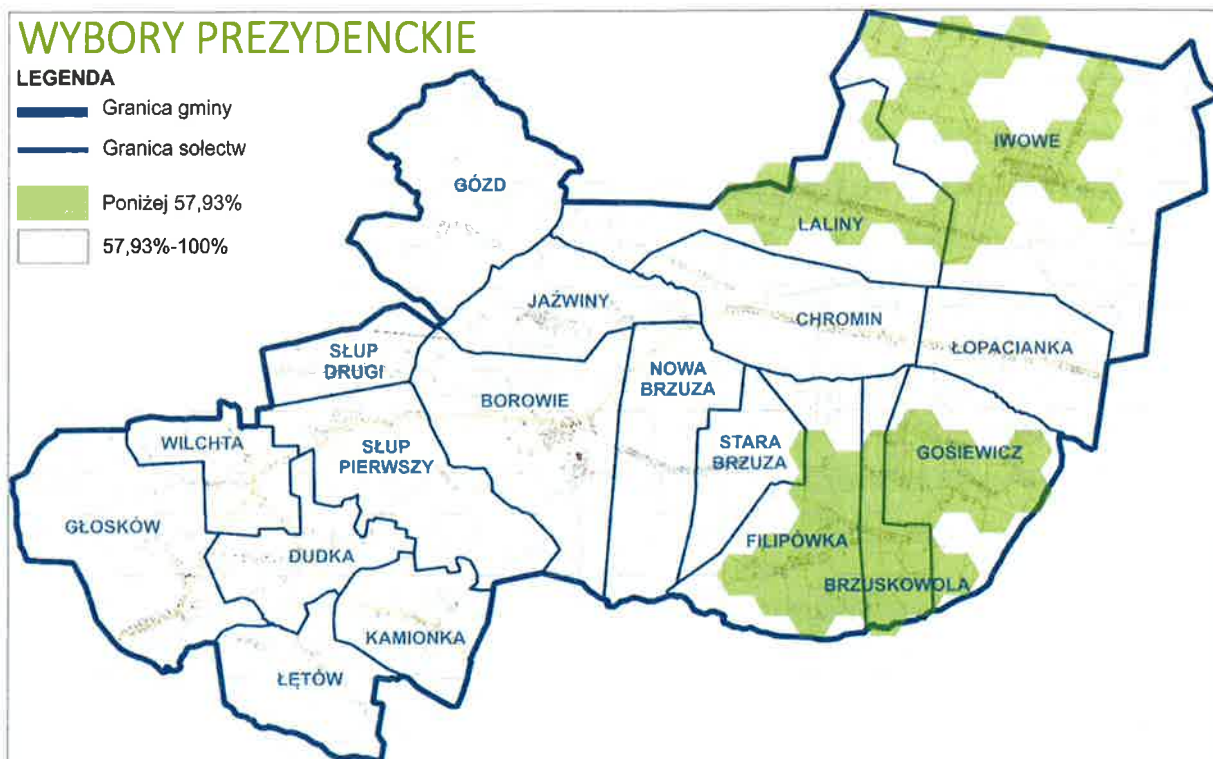 WYBORY PREZYDENCKIE
LEGENDA
Granica gminy
Granica sołectw
Poniżej 57,93%
57,93%-100%
IWOWE
GÓZD
LALINY
JAŹWINY
CHROMIN
ŁOPACIANKA
SŁUP
DRUGI
NOWA
BRZUZA
BOROWIE
WILCHTA
SŁUP
PIERWSZY
STARA
BRZUZA
GOŚIEWICZ
GŁOSKÓW
DUDKA
FILIPÓWKA
BRZUSKOWOLA
KAMIONKA
ŁĘTÓW